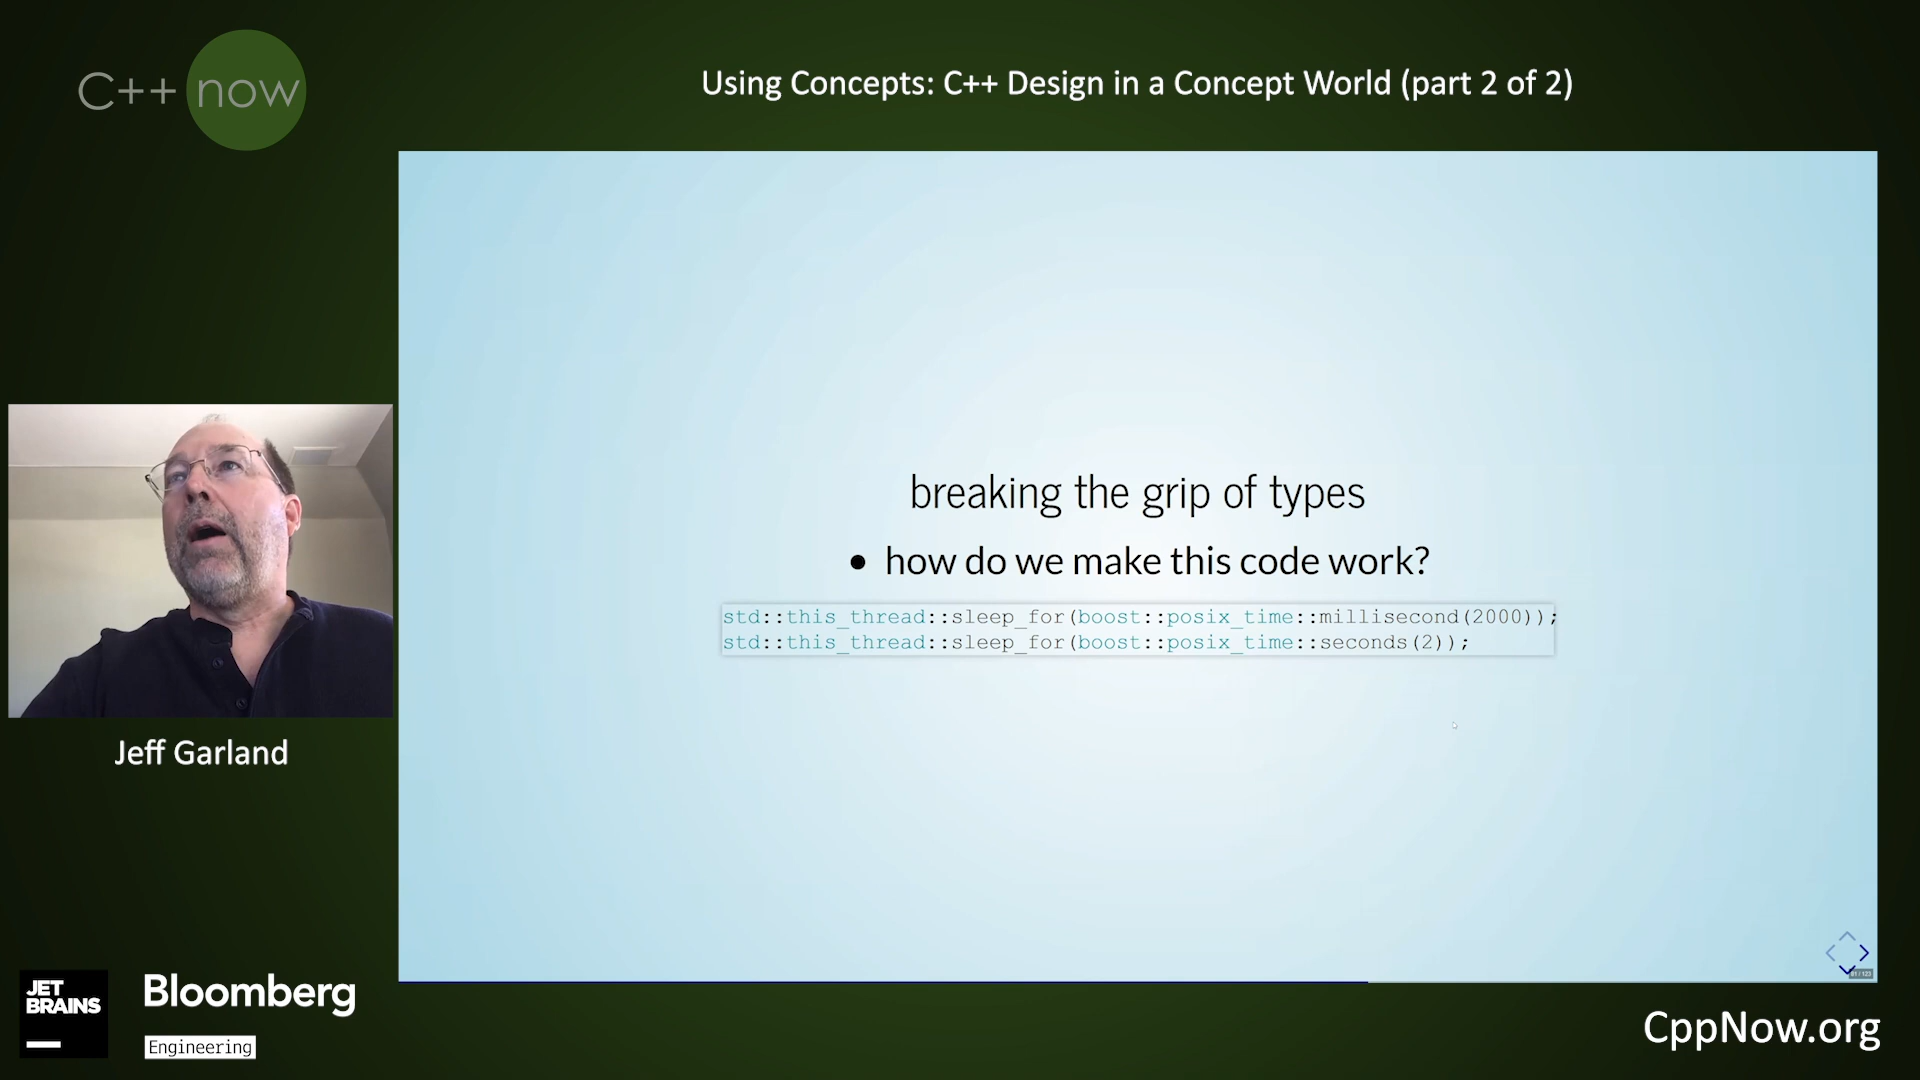 C++ now
Using Concepts: C++ Design in a Concept World (part 2 of 2)
breaking the grip of types
• how do we make this code work?
std::this_thread::sleep_for(boost::posix_time::millisecond(2000));
std::this_thread::sleep_for(boost::posix_time::seconds(2));
Jeff Garland
JET
BRAINS
Bloomberg
Engineering
CppNow.org